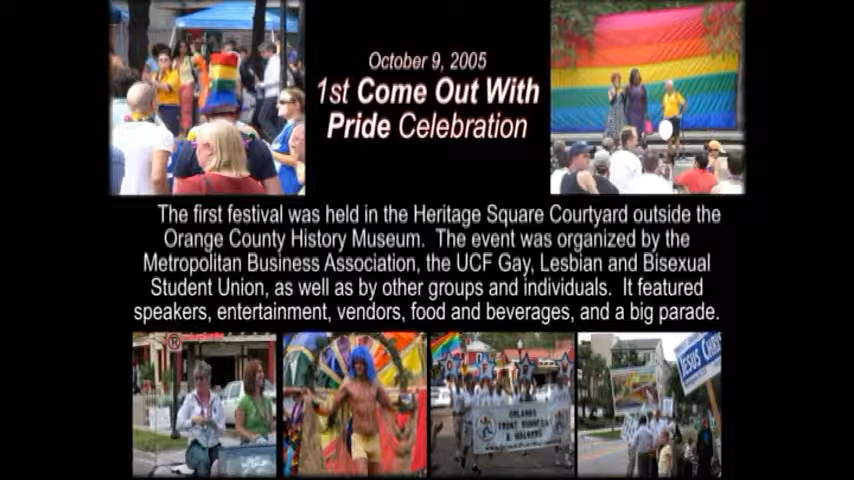 October 9, 2005
1st Come Out With
Pride Celebration
The first festival was held in the Heritage Square Courtyard outside the
Orange County History Museum. The event was organized by the
Metropolitan Business Association, the UCF Gay, Lesbian and Bisexual
Student Union, as well as by other groups and individuals. It featured
speakers, entertainment, vendors, food and beverages, and a big parade.
ORLANDO
FRONT RUNNERS
& WALKERS
JESUS CHR